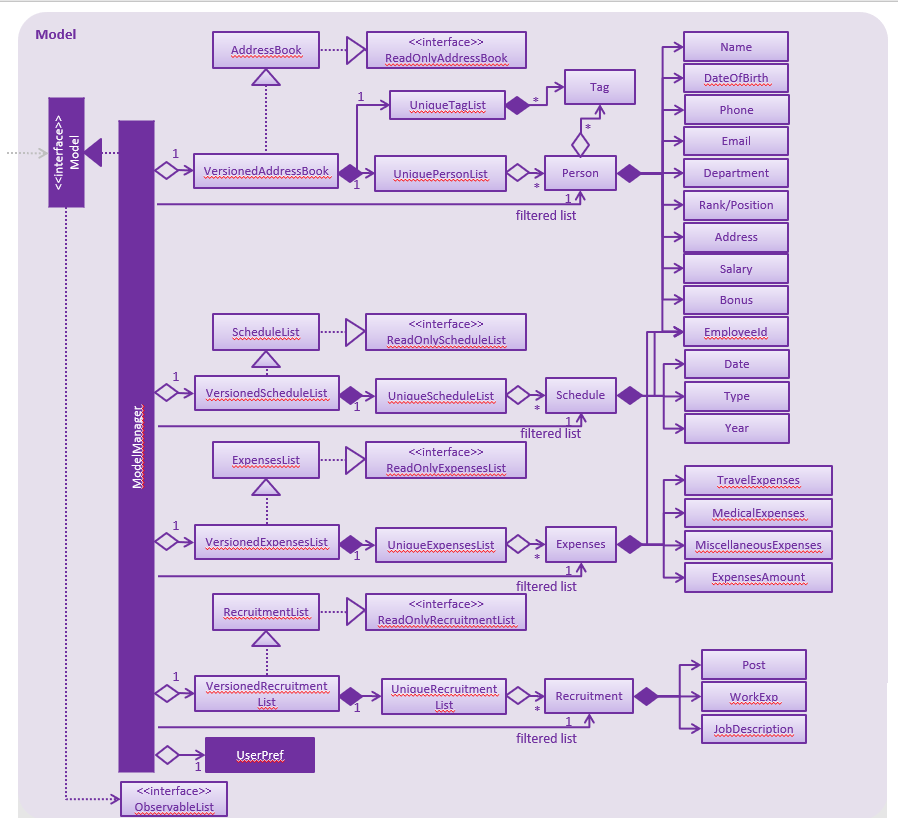 Model
AddressBook
<<interface>>
ReadOnlyAddressBook
<<Interface>>
Model
ModelManager
1
VersionedAddressBook
1
UniqueTagList
*
Tag
*
1
UniquePersonList
*
Person
1
filtered list
Name
DateOfBirth
Phone
Email
Department
Rank/Position
Address
Salary
Bonus
EmployeeId
ScheduleList
<<interface>>
ReadOnlyScheduleList
1
VersionedScheduleList
1
UniqueScheduleList
*
Schedule
1
filtered list
Date
Type
Year
ExpensesList
<<interface>>
ReadOnlyExpensesList
1
VersionedExpensesList
1
UniqueExpensesList
*
Expenses
1
filtered list
TravelExpenses
MedicalExpenses
MiscellaneousExpenses
ExpensesAmount
RecruitmentList
<<interface>>
ReadOnlyRecruitmentList
1
VersionedRecruitment
List
1
UniqueRecruitment
List
*
Recruitment
1
filtered list
Post
WorkExp
JobDescription
1
UserPref
<<interface>>
ObservableList